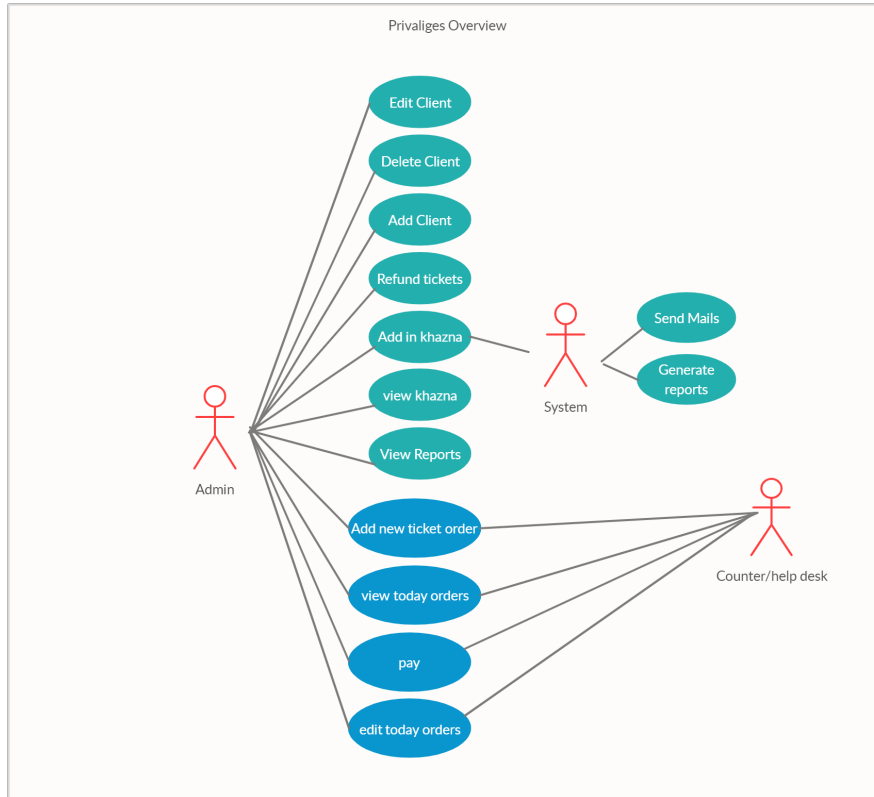 Privaliges Overview
Edit Client
Delete Client
Add Client
Refund tickets
Add in khazna
view khazna
View Reports
Add new ticket order
view today orders
pay
edit today orders
Admin
Send Mails
Generate
reports
System
Counter/help desk